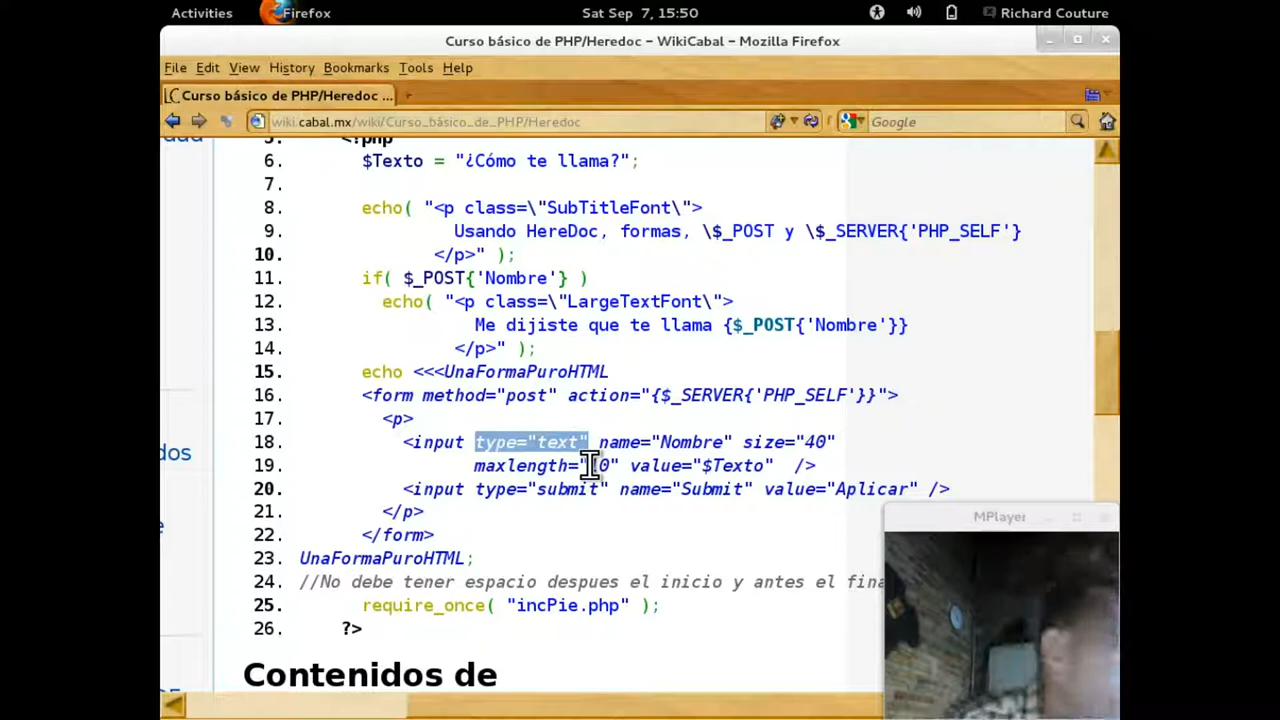 Activities Firefox Sat Sep 7, 15:50 Richard Couture
Curso básico de PHP/Heredoc – WikiCabal – Mozilla Firefox
File Edit View History Bookmarks Tools Help
Curso básico de PHP/Heredoc ...
wiki.cabal.mx/wiki/Curso_básico_de_PHP/Heredoc Google
5. <?php
6. $Texto = "¿Cómo te llama?";
7.
8. echo( "<p class=\"SubTitleFont\">
9. Usando HereDoc, formas, \$_POST y \$_SERVER{'PHP_SELF'}
10. </p>" );
11. if( $_POST{'Nombre'} )
12. echo( "<p class=\"LargeTextFont\">
13. Me dijiste que te llama {$_POST{'Nombre'}}
14. </p>" );
15. echo <<<UnaFormaPuroHTML
16. <form method="post" action="{$_SERVER{'PHP_SELF'}}">
17. <p>
18. <input type="text" name="Nombre" size="40"
19. maxlength=" 0" value="$Texto" />
20. <input type="submit" name="Submit" value="Aplicar" />
21. </p>
22. </form>
23. UnaFormaPuroHTML;
24. //No debe tener espacio despues el inicio y antes el fina
25. require_once( "incPie.php" );
26. ?>
Contenidos de
dos
MPlayer